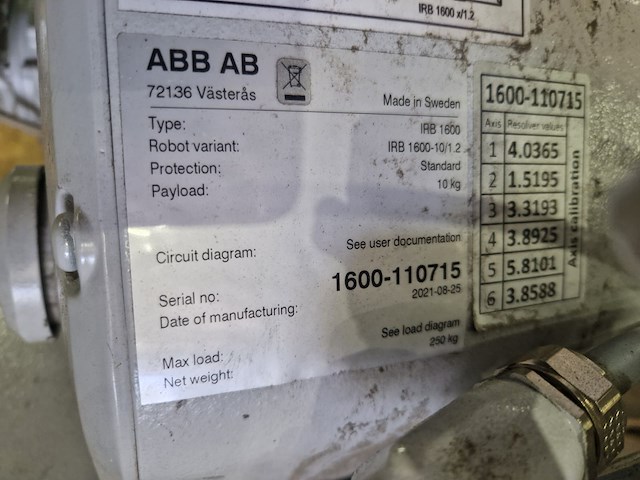 IRB 1600 x/1.2
ABB AB
72136 Västerås
Made in Sweden
Type: IRB 1600
Robot variant: IRB 1600-10/1.2
Protection: Standard
Payload: 10 kg
Circuit diagram: See user documentation
Serial no: 1600-110715
Date of manufacturing: 2021-08-25
Max load: See load diagram
Net weight: 250 kg
1600-110715
Axis Resolver values
1 4.0365
2 1.5195
3 3.3193
4 3.8925
5 5.8101
6 3.8588
Axis calibration